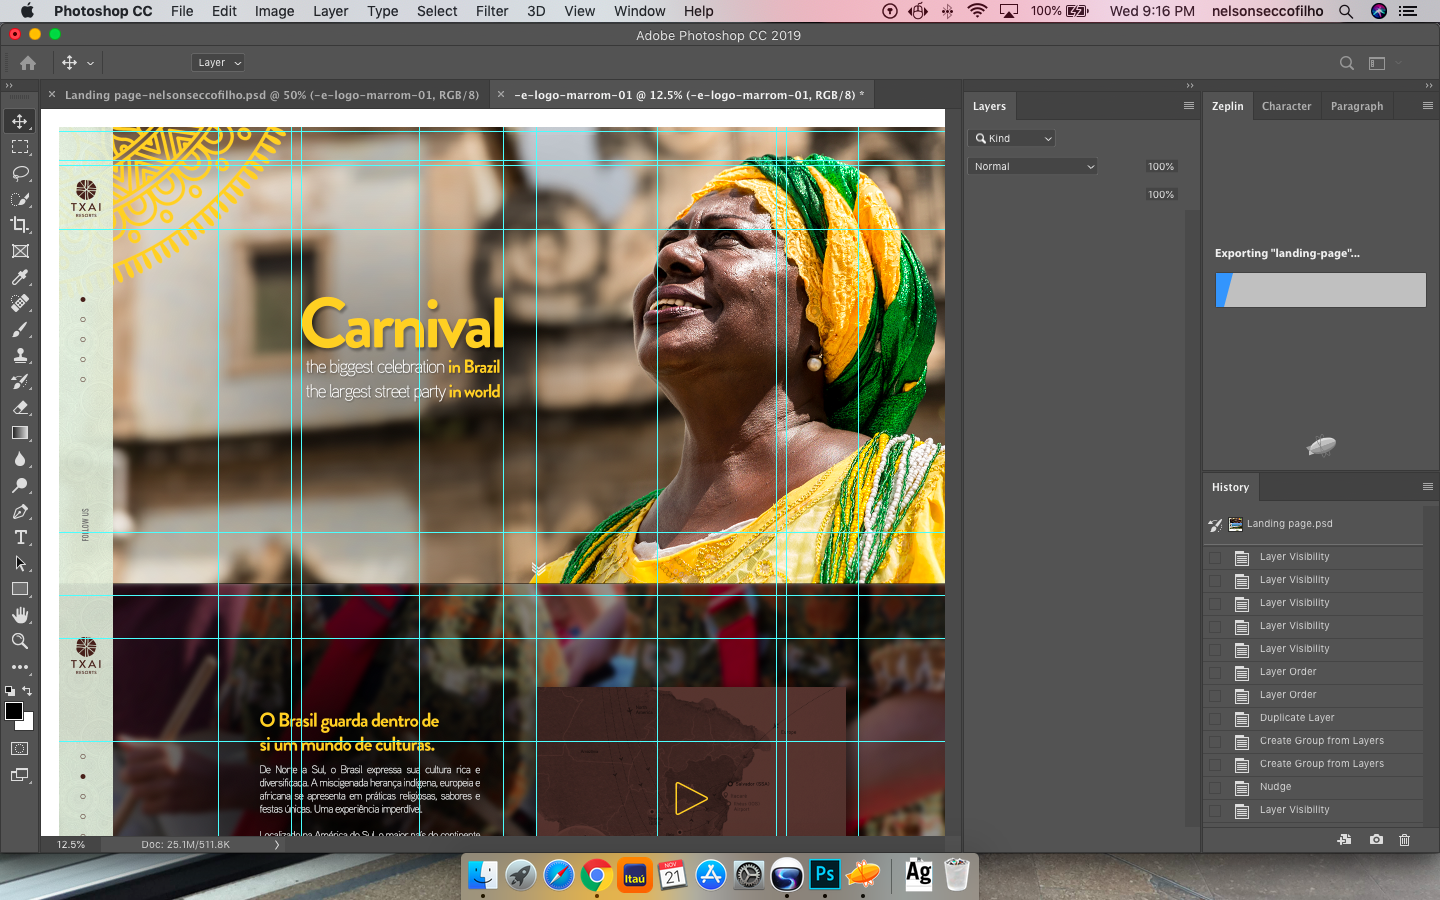 Photoshop CC File Edit Image Layer Type Select Filter 3D View Window Help
100% Wed 9:16 PM nelsonseccofilho
Adobe Photoshop CC 2019
Layer
Landing page-nelsonseccofilho.psd @ 50% (-e-logo-marrom-01, RGB/8)
-e-logo-marrom-01 @ 12.5% (-e-logo-marrom-01, RGB/8) *
Layers
Kind
Normal
100%
100%
Zeplin Character Paragraph
Exporting "landing-page"...
TXAI
RESORTS
Carnival
the biggest celebration in Brazil
the largest street party in world
FOLLOW US
TXAI
RESORTS
O Brasil guarda dentro de
si um mundo de culturas.
De Norte a Sul, o Brasil expressa sua cultura rica e
diversificada. A miscigenada herança indígena, europeia e
africana se apresenta em práticas religiosas, sabores e
festas únicas. Uma experiência imperdível.
Localizado na América do Sul, o maior país do continente
History
Landing page.psd
Layer Visibility
Layer Visibility
Layer Visibility
Layer Visibility
Layer Visibility
Layer Order
Layer Order
Duplicate Layer
Create Group from Layers
Create Group from Layers
Nudge
Layer Visibility
12.5% Doc: 25.1M/511.8K
Itaú
NOV
21
Ps
Ag